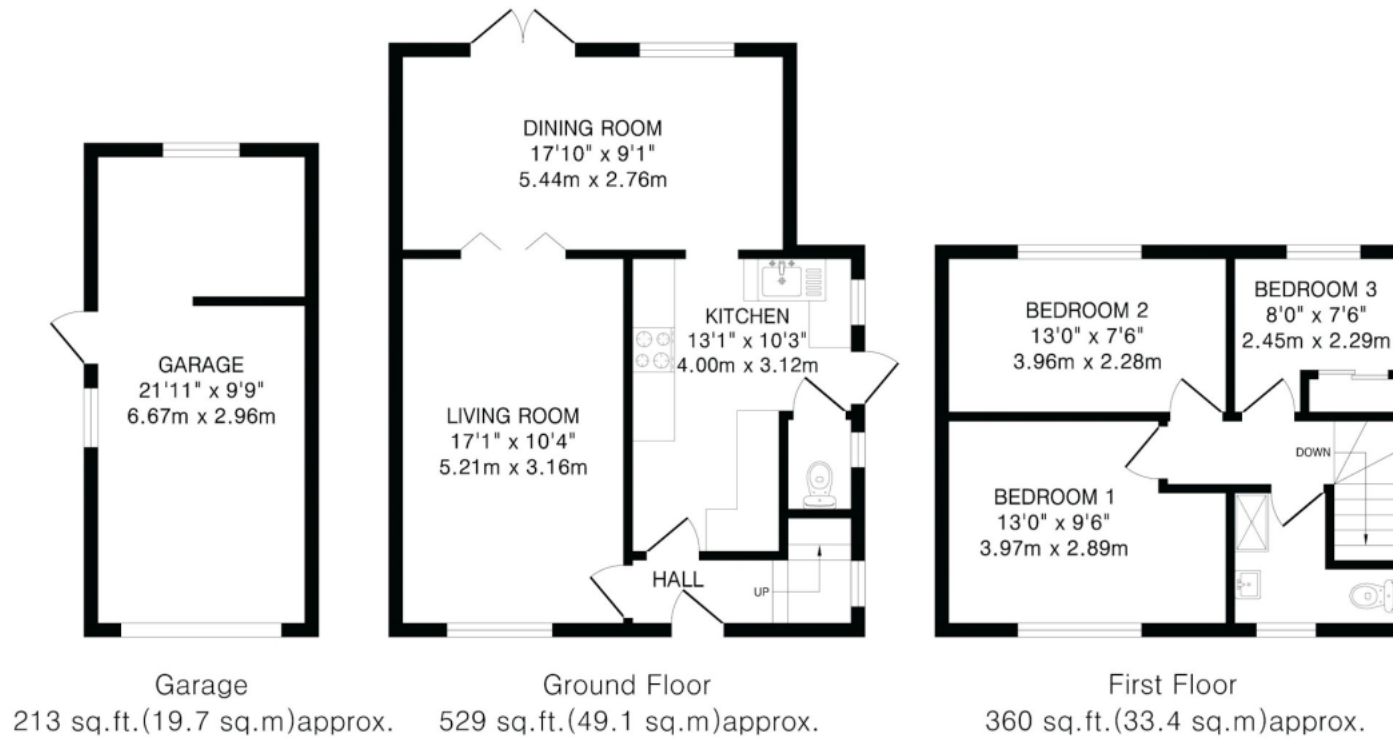 GARAGE
21'11" x 9'9"
6.67m x 2.96m
DINING ROOM
17'10" x 9'1"
5.44m x 2.76m
LIVING ROOM
17'1" x 10'4"
5.21m x 3.16m
KITCHEN
13'1" x 10'3"
4.00m x 3.12m
HALL
UP
BEDROOM 2
13'0" x 7'6"
3.96m x 2.28m
BEDROOM 3
8'0" x 7'6"
2.45m x 2.29m
BEDROOM 1
13'0" x 9'6"
3.97m x 2.89m
DOWN
Garage
213 sq.ft.(19.7 sq.m)approx.
Ground Floor
529 sq.ft.(49.1 sq.m)approx.
First Floor
360 sq.ft.(33.4 sq.m)approx.